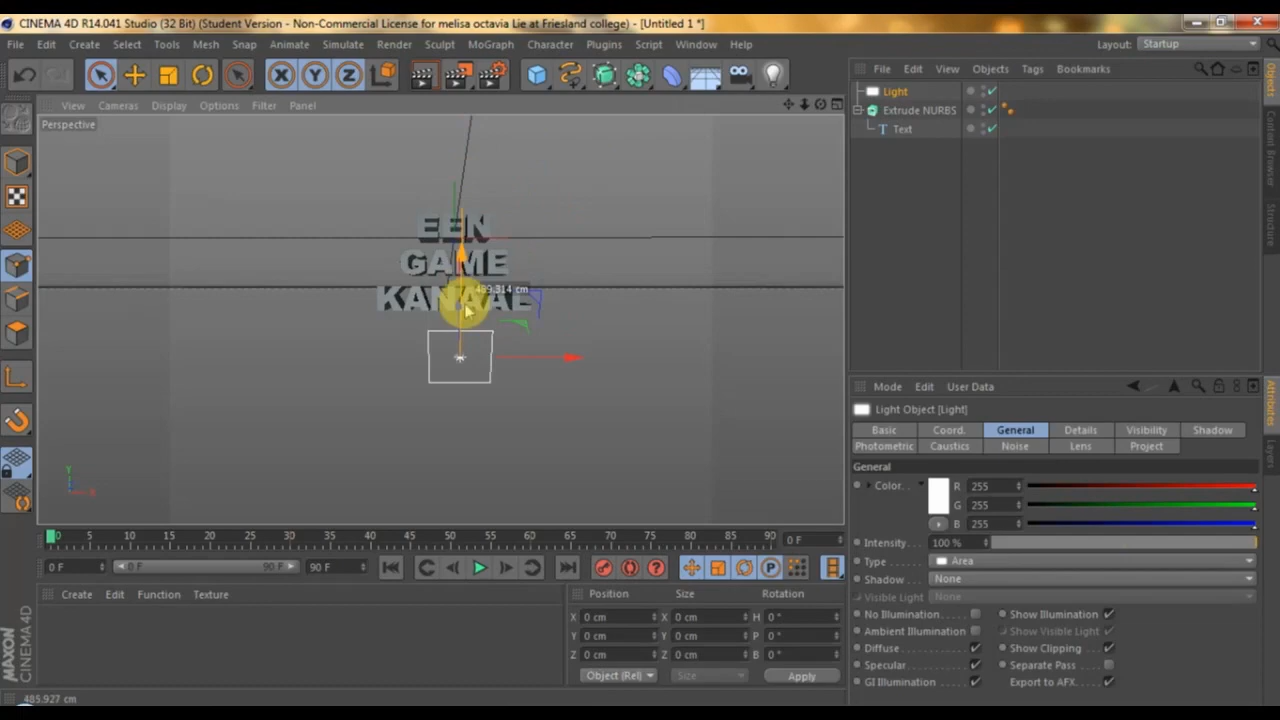 CINEMA 4D R14.041 Studio (32 Bit) (Student Version - Non-Commercial License for melisa octavia Lie at Friesland college) - [Untitled 1 *]
File Edit Create Select Tools Mesh Snap Animate Simulate Render Sculpt MoGraph Character Plugins Script Window Help Layout: Startup
File Edit View Objects Tags Bookmarks
View Cameras Display Options Filter Panel
Perspective
Light
Extrude NURBS
Text
EEN
GAME
KANAAL
Objects
Content Browser
Structure
Attributes
Layers
Mode Edit User Data
Light Object [Light]
Basic Coord. General Details Visibility Shadow
Photometric Caustics Noise Lens Project
General
Color. . R 255
G 255
B 255
Intensity. . . . 100 %
Type . . . . . . Area
Shadow. . . . . None
Visible Light . None
No Illumination. . . . Show Illumination
Ambient Illumination Show Visible Light
Diffuse . . . . . . Show Clipping
Specular . . . . . Separate Pass
GI Illumination . . . . Export to AFX. . .
Y
0 5 10 15 20 25 30 35 40 45 50 55 60 65 70 75 80 85 90 0 F
0 F 0 F 90 F 90 F
Create Edit Function Texture
Position Size Rotation
X 0 cm X 0 cm H 0 °
Y 0 cm Y 0 cm P 0 °
Z 0 cm Z 0 cm B 0 °
Object (Rel) Size Apply
MAXON
CINEMA 4D
485.927 cm